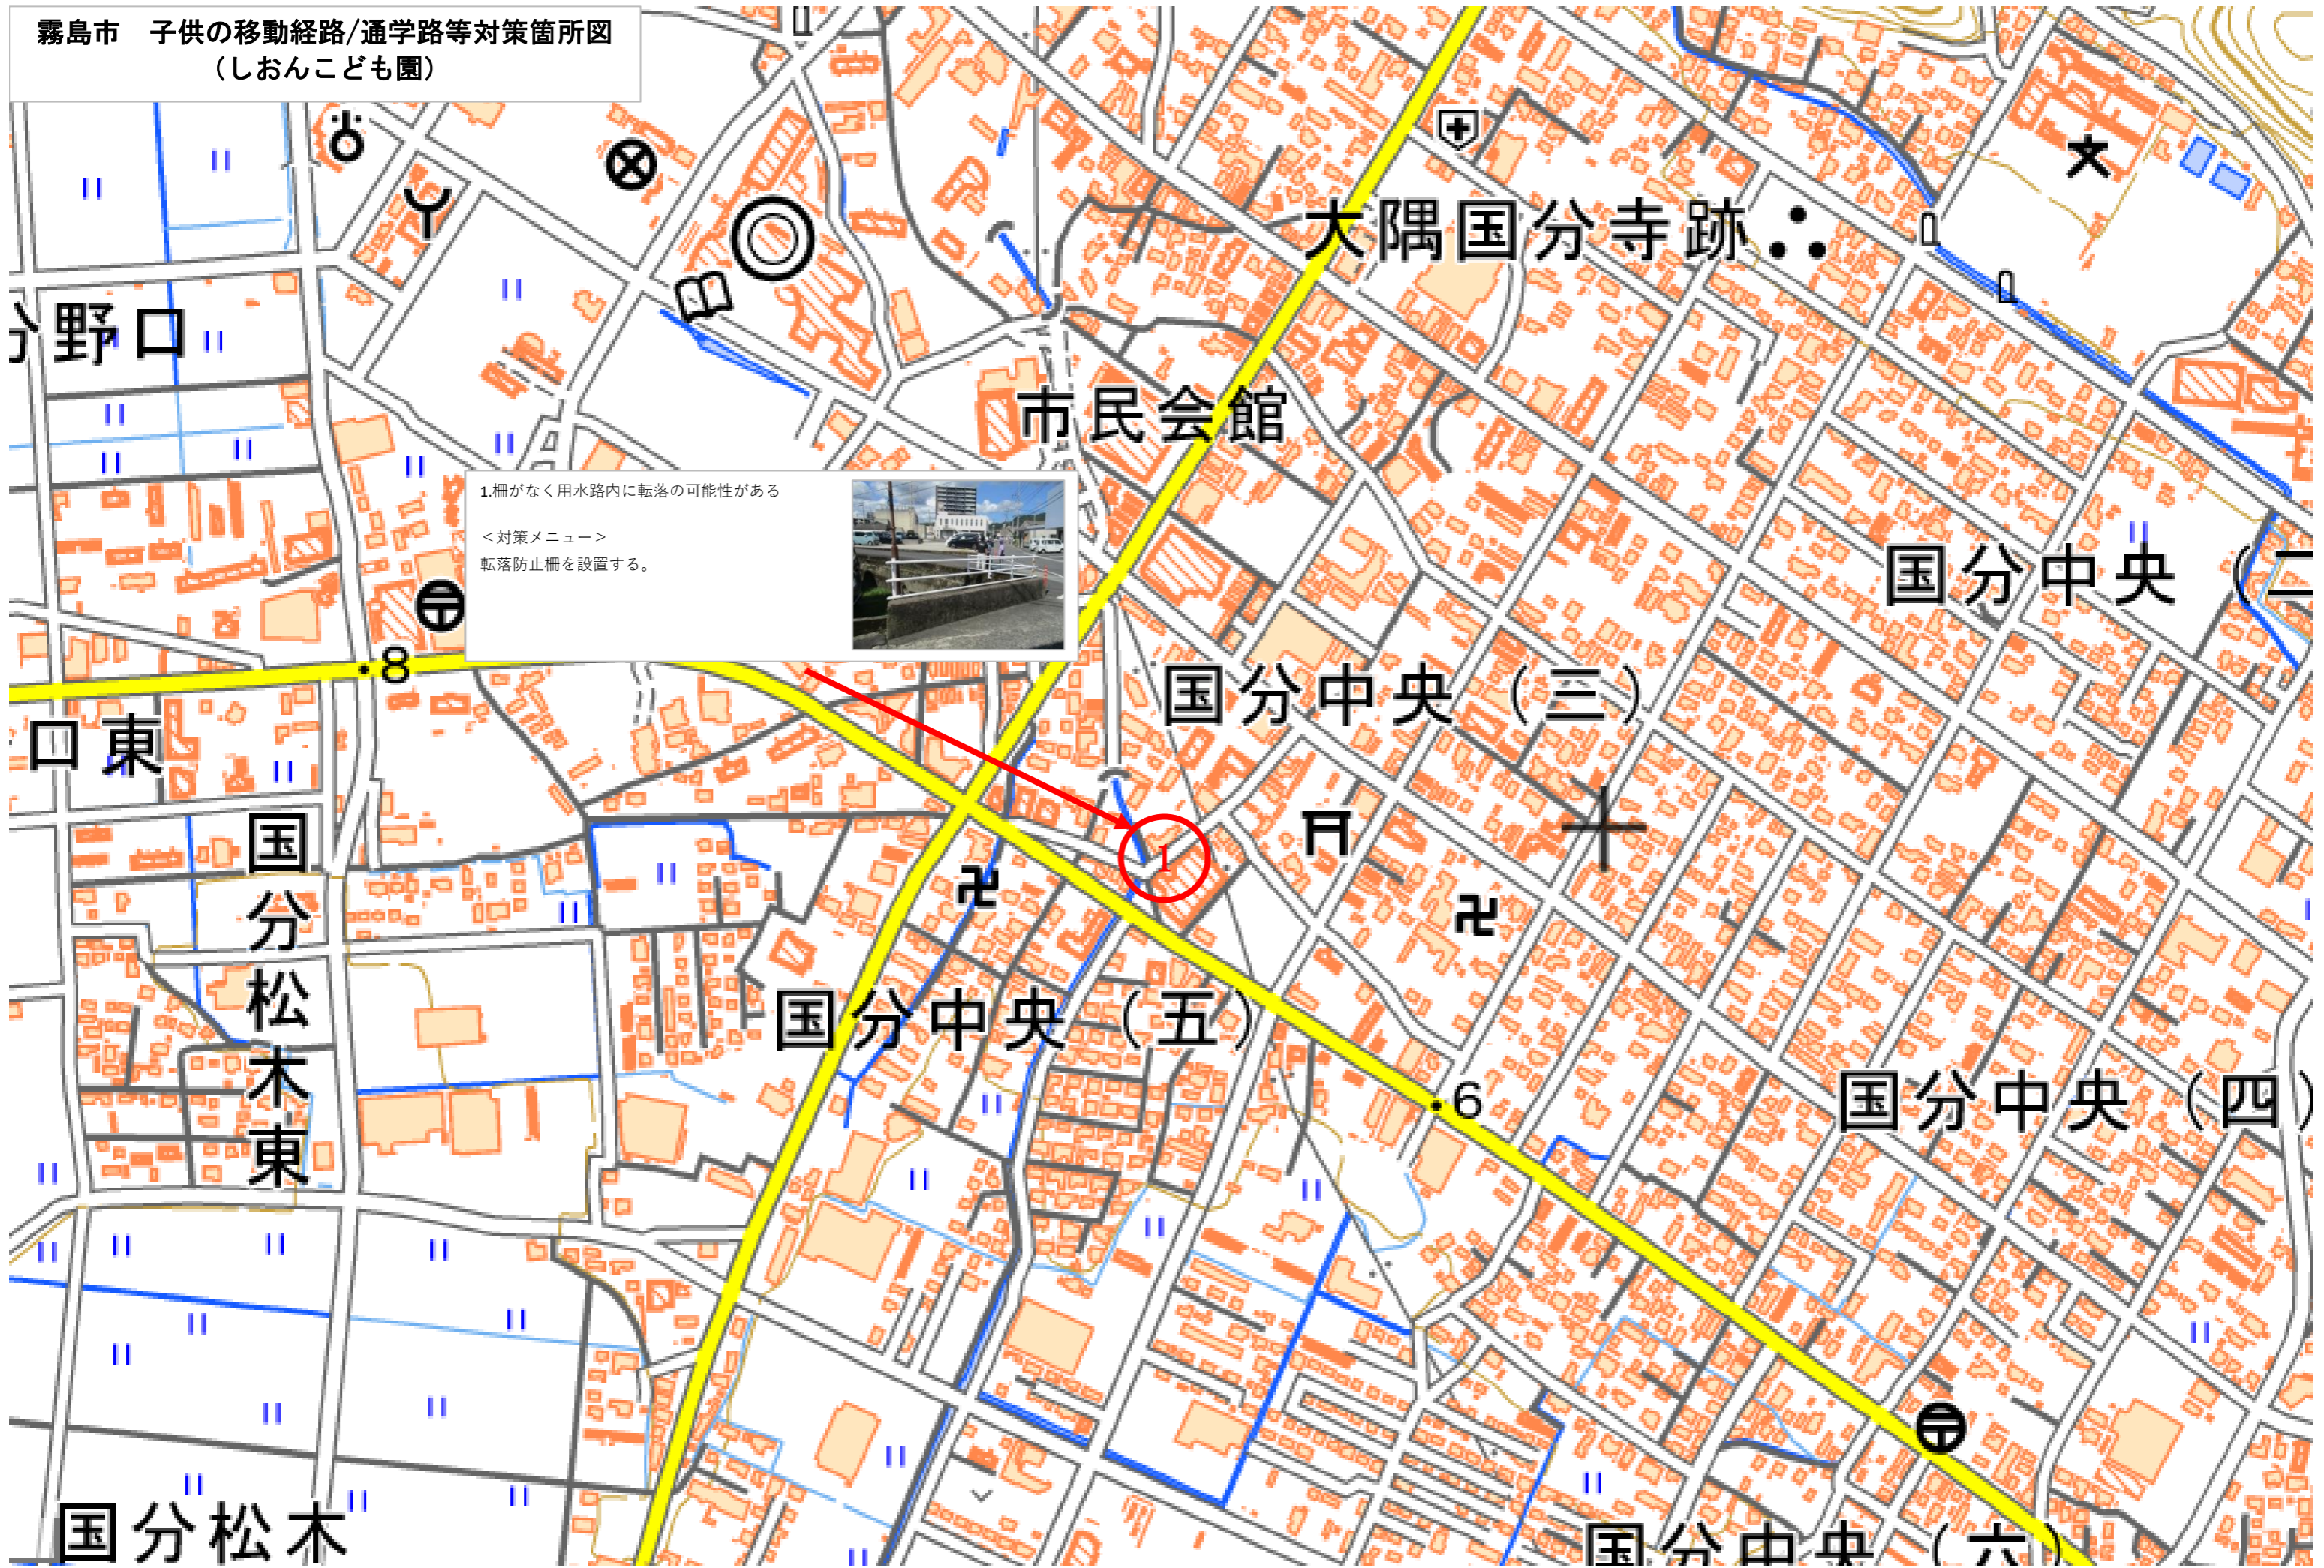 霧島市　子供の移動経路/通学路等対策箇所図
（しおんこども園）
大隅国分寺跡
分野口
市民会館
1.柵がなく用水路内に転落の可能性がある
＜対策メニュー＞
転落防止柵を設置する。
国分中央（二
8
国分中央（三）
口東
1
国分松木東
国分中央（五）
6
国分中央（四）
国分松木
国分中央（六）